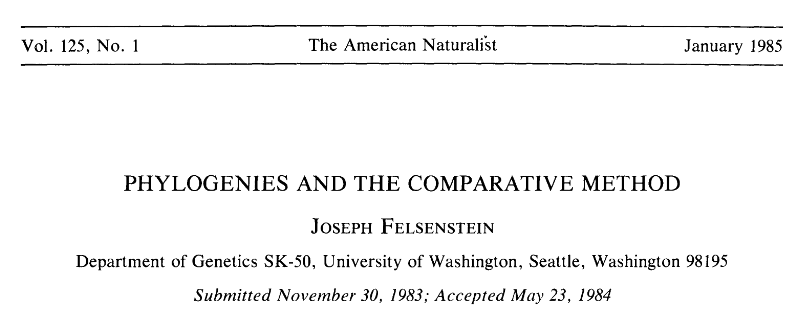 Vol. 125, No. 1 The American Naturalist January 1985
PHYLOGENIES AND THE COMPARATIVE METHOD
JOSEPH FELSENSTEIN
Department of Genetics SK-50, University of Washington, Seattle, Washington 98195
Submitted November 30, 1983; Accepted May 23, 1984